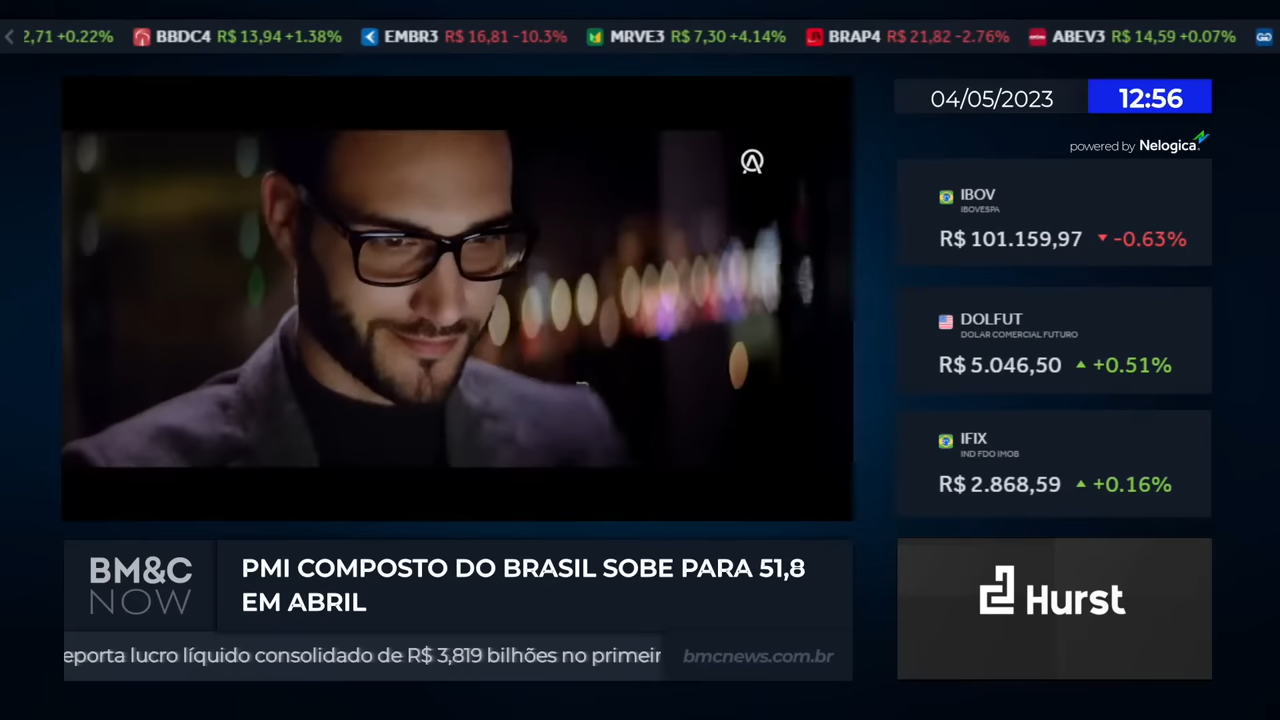 2,71 +0.22% BBDC4 R$ 13,94 +1.38% EMBR3 R$ 16,81 -10.3% MRVE3 R$ 7,30 +4.14% BRAP4 R$ 21,82 -2.76% ABEV3 R$ 14,59 +0.07%
04/05/2023 12:56
powered by Nelogica
IBOV
IBOVESPA
R$ 101.159,97 -0.63%
DOLFUT
DOLAR COMERCIAL FUTURO
R$ 5.046,50 +0.51%
IFIX
IND FDO IMOB
R$ 2.868,59 +0.16%
BM&C
NOW
PMI COMPOSTO DO BRASIL SOBE PARA 51,8
EM ABRIL
eporta lucro líquido consolidado de R$ 3,819 bilhões no primeir
bmcnews.com.br
Hurst